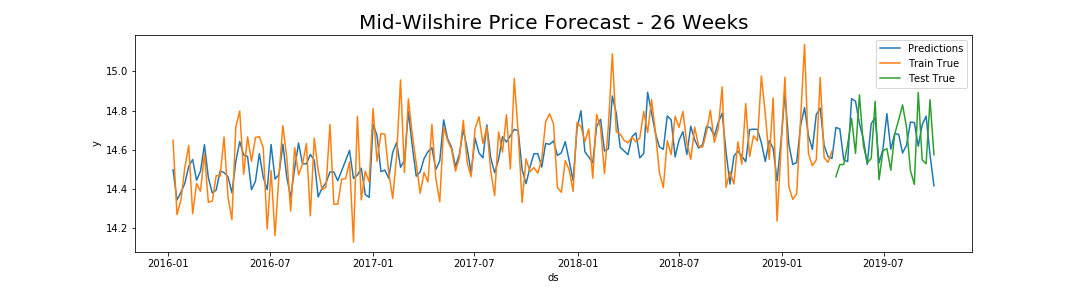 Mid-Wilshire Price Forecast - 26 Weeks
Predictions
Train True
Test True
15.0
14.8
14.6
14.4
14.2
y
2016-01 2016-07 2017-01 2017-07 2018-01 2018-07 2019-01 2019-07
ds